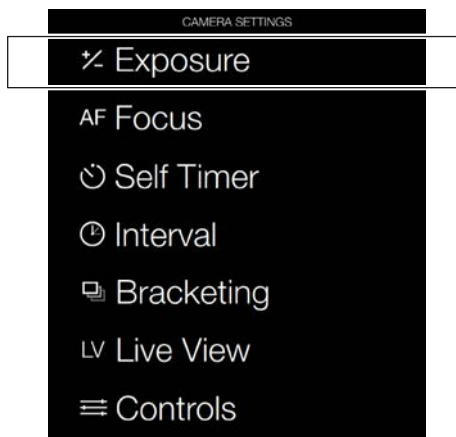 CAMERA SETTINGS
Exposure
AF Focus
Self Timer
Interval
Bracketing
LV Live View
Controls